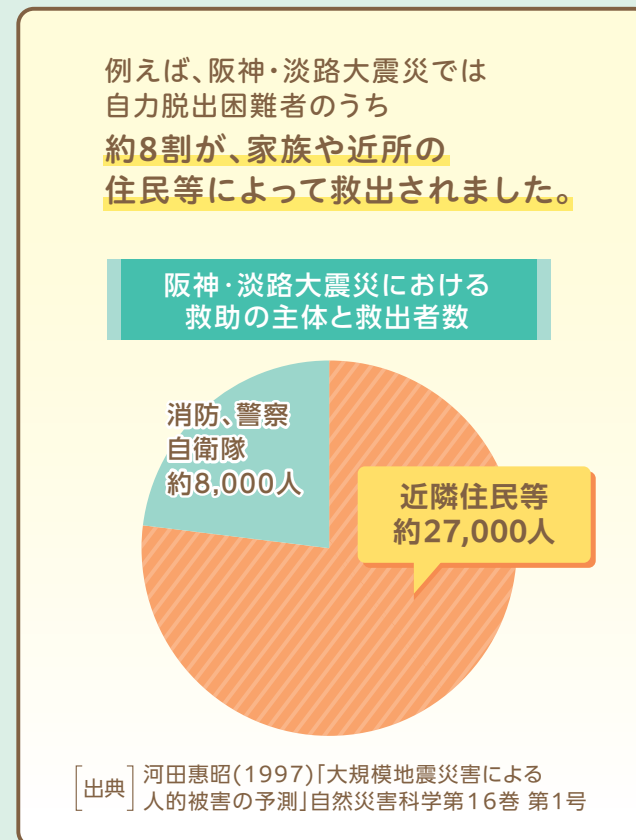 例えば、阪神・淡路大震災では
自力脱出困難者のうち
約8割が、家族や近所の
住民等によって救出されました。
阪神・淡路大震災における
救助の主体と救出者数
消防、警察
自衛隊
約8,000人
近隣住民等
約27,000人
[出典] 河田惠昭(1997)「大規模地震災害による
人的被害の予測」自然災害科学第16巻 第1号